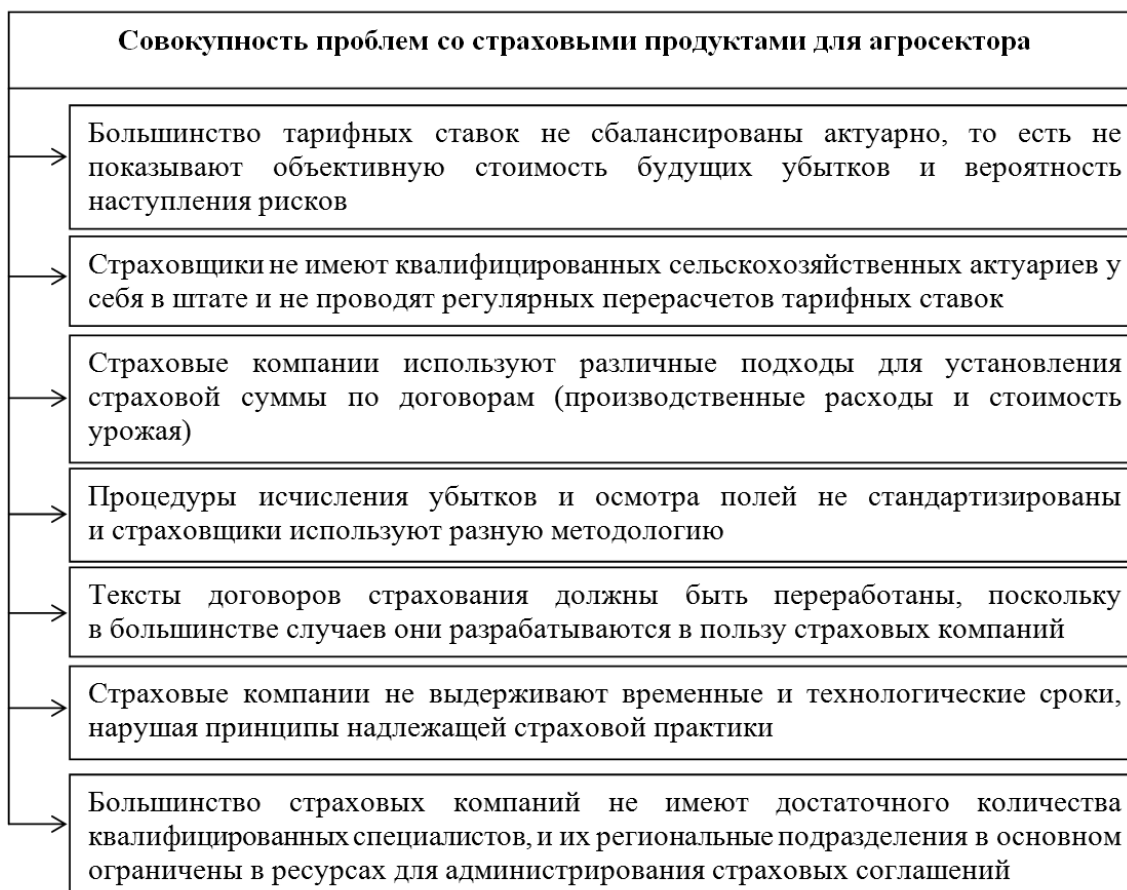 Совокупность проблем со страховыми продуктами для агросектора
Большинство тарифных ставок не сбалансированы актуарно, то есть не
показывают объективную стоимость будущих убытков и вероятность
наступления рисков
Страховщики не имеют квалифицированных сельскохозяйственных актуариев у
себя в штате и не проводят регулярных перерасчетов тарифных ставок
Страховые компании используют различные подходы для установления
страховой суммы по договорам (производственные расходы и стоимость
урожая)
Процедуры исчисления убытков и осмотра полей не стандартизированы
и страховщики используют разную методологию
Тексты договоров страхования должны быть переработаны, поскольку
в большинстве случаев они разрабатываются в пользу страховых компаний
Страховые компании не выдерживают временные и технологические сроки,
нарушая принципы надлежащей страховой практики
Большинство страховых компаний не имеют достаточного количества
квалифицированных специалистов, и их региональные подразделения в основном
ограничены в ресурсах для администрирования страховых соглашений